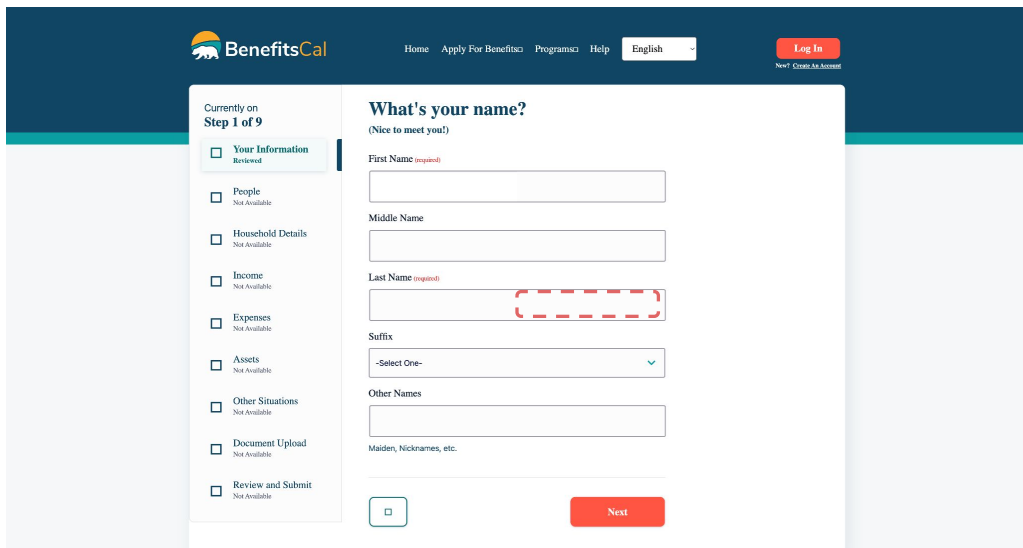 BenefitsCal
Home Apply For Benefits Programs Help English
Log In
New? Create An Account
Currently on
Step 1 of 9
Your Information
Reviewed
People
Not Available
Household Details
Not Available
Income
Not Available
Expenses
Not Available
Assets
Not Available
Other Situations
Not Available
Document Upload
Not Available
Review and Submit
Not Available
What's your name?
(Nice to meet you!)
First Name (required)
Middle Name
Last Name (required)
Suffix
-Select One-
Other Names
Maiden, Nicknames, etc.
Next